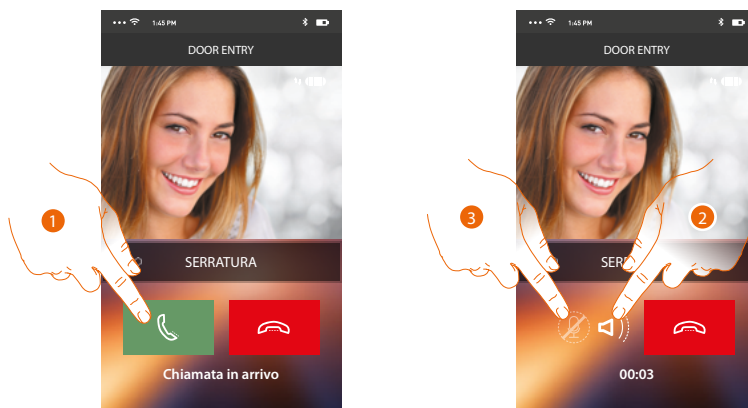 1:45 PM
DOOR ENTRY
SERRATURA
Chiamata in arrivo
1
1:45 PM
DOOR ENTRY
00:03
3
2